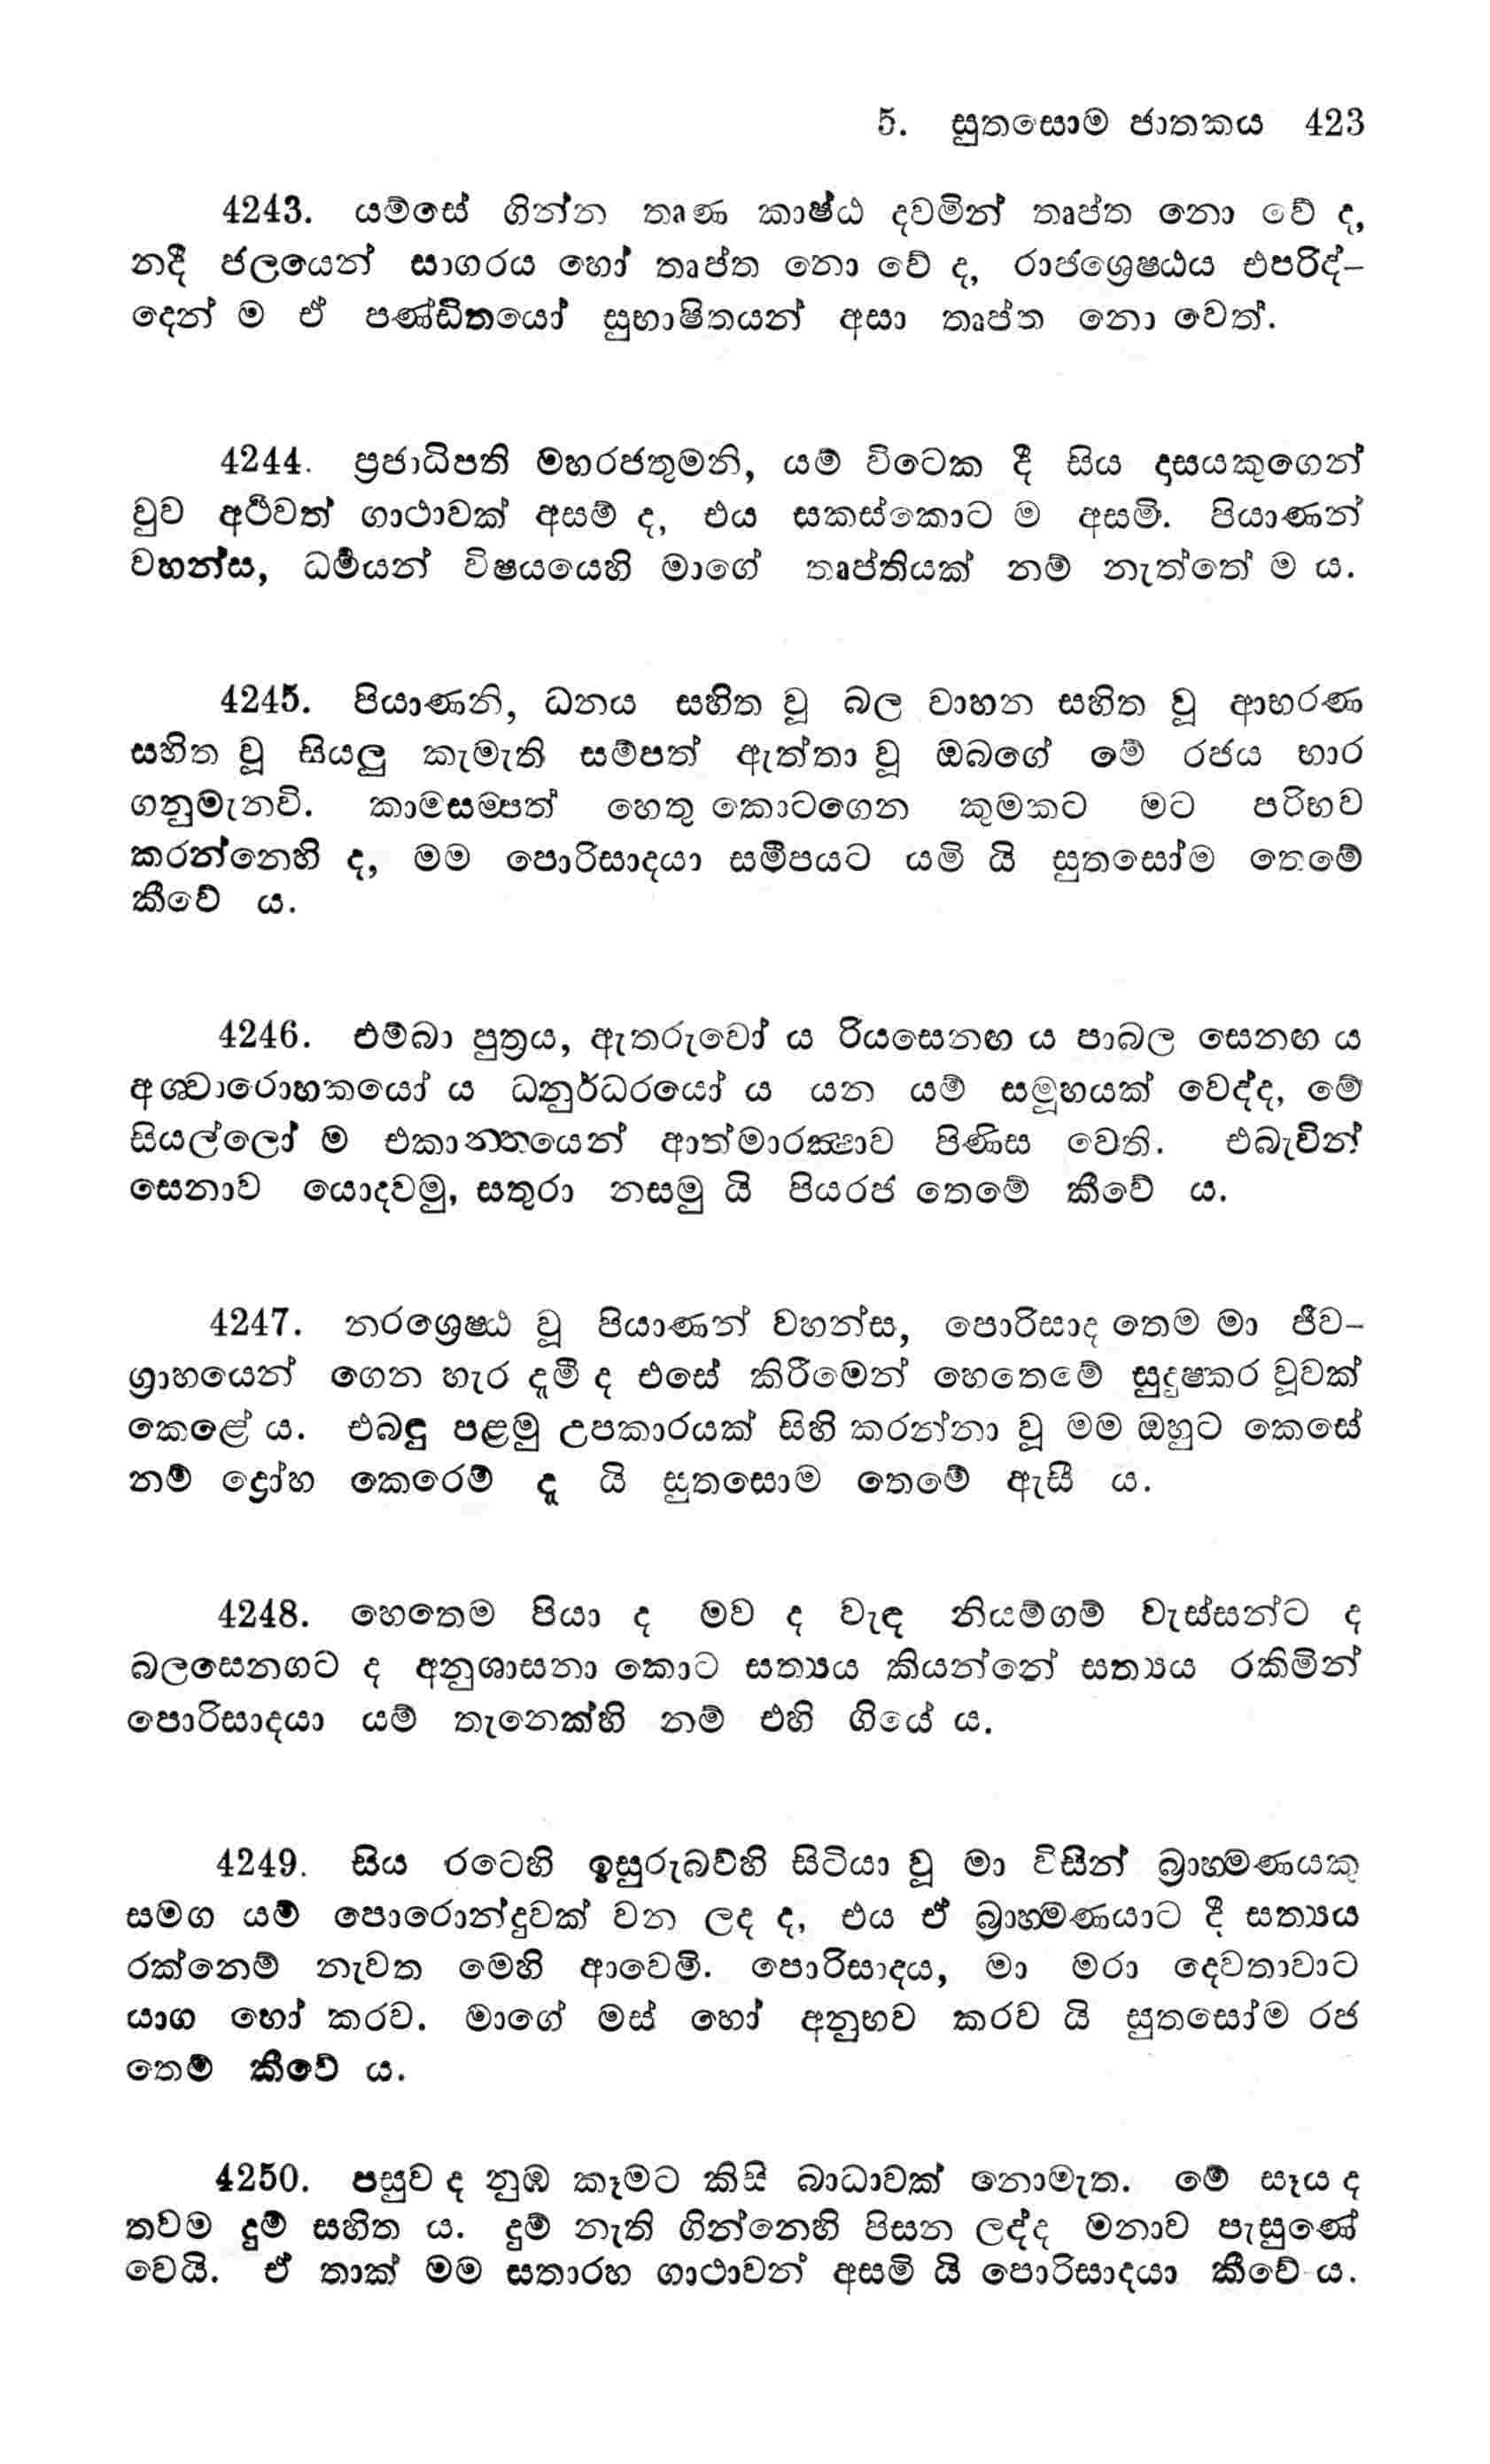 5. සුතසොම ජාතකය 423
4243. යම්සේ ගින්න තෘණ කාෂ්ඨ දවමින් තෘප්ත නො වේ ද,
නදී ජලයෙන් සාගරය හෝ තෘප්ත නො වේ ද, රාජශ්‍රෙෂ්ඨය එපරිද්-
දෙන් ම ඒ පණ්ඩිතයෝ සුභාෂිතයන් අසා තෘප්ත නො වෙත්.
4244. ප්‍රජාධිපති මහරජතුමනි, යම් විටෙක දී සිය දාසයකුගෙන්
වුව අර්‍ථවත් ගාථාවක් අසම් ද, එය සකස්කොට ම අසමි. පියාණන්
වහන්ස, ධර්‍මයන් විෂයයෙහි මාගේ තෘප්තියක් නම් නැත්තේ ම ය.
4245. පියාණනි, ධනය සහිත වූ බල වාහන සහිත වූ ආභරණ
සහිත වූ සියලු කැමැති සම්පත් ඇත්තා වූ ඔබගේ මේ රජය භාර
ගනුමැනවි. කාමසම්පත් හෙතු කොටගෙන කුමකට මට පරිභව
කරන්නෙහි ද, මම පොරිසාදයා සමීපයට යමි යි සුතසෝම තෙමේ
කීවේ ය.
4246. එම්බා පුත්‍රය, ඇතරුවෝ ය රියසෙනඟ ය පාබල සෙනඟ ය
අශ්වාරොහකයෝ ය ධනුර්ධරයෝ ය යන යම් සමූහයක් වෙද්ද, මේ
සියල්ලෝ ම එකාන්තයෙන් ආත්මාරක්‍ෂාව පිණිස වෙති. එබැවින්
සෙනාව යොදවමු, සතුරා නසමු යි පියරජ තෙමේ කීවේ ය.
4247. නරශ්‍රෙෂ්ඨ වූ පියාණන් වහන්ස, පොරිසාද තෙම මා ජීව-
ග්‍රාහයෙන් ගෙන හැර දැමී ද එසේ කිරීමෙන් හෙතෙමේ සුදුෂ්කර වූවක්
කෙළේ ය. එබඳු පළමු උපකාරයක් සිහි කරන්නා වූ මම ඔහුට කෙසේ
නම් ද්‍රෝහ කෙරෙම් දැ යි සුතසොම තෙමේ ඇසී ය.
4248. හෙතෙම පියා ද මව ද වැඳ නියම්ගම් වැස්සන්ට ද
බලසෙනගට ද අනුශාසනා කොට සත්‍යය කියන්නේ සත්‍යය රකිමින්
පොරිසාදයා යම් තැනෙක්හි නම් එහි ගියේ ය.
4249. සිය රටෙහි ඉසුරුබව්හි සිටියා වූ මා විසින් බ්‍රාහ්මණයකු
සමග යම් පොරොන්දුවක් වන ලද ද, එය ඒ බ්‍රාහ්මණයාට දී සත්‍යය
රක්නෙම් නැවත මෙහි ආවෙමි. පොරිසාදය, මා මරා දෙවතාවාට
යාග හෝ කරව. මාගේ මස් හෝ අනුභව කරව යි සුතසෝම රජ
තෙම් කීවේ ය.
4250. පසුව ද නුඹ කෑමට කිසි බාධාවක් නොමැත. මේ සෑය ද
තවම දුම් සහිත ය. දුම් නැති ගින්නෙහි පිසන ලද්ද මනාව පැසුණේ
වෙයි. ඒ තාක් මම සතාරහ ගාථාවන් අසමි යි පොරිසාදයා කීවේ ය.